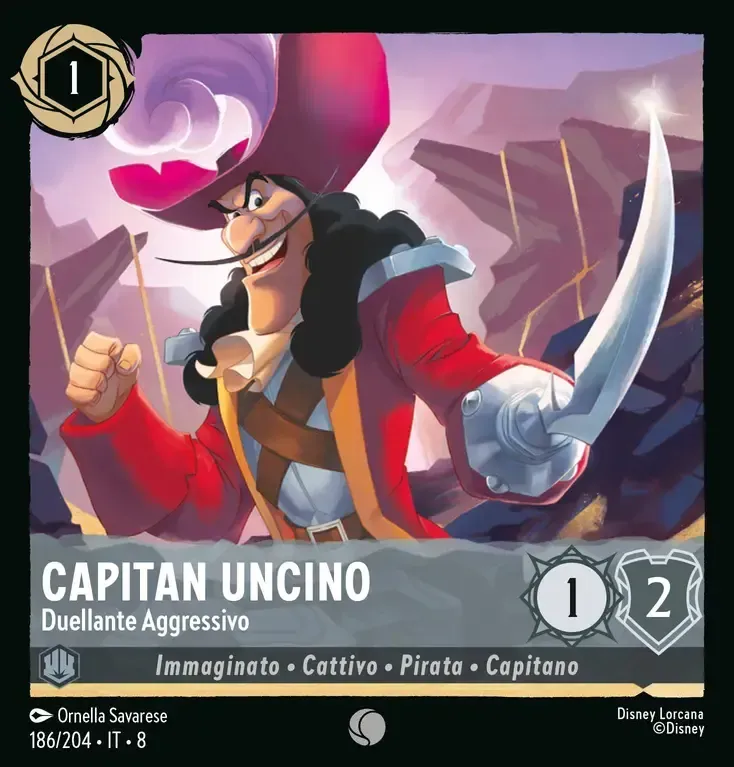 1
CAPITAN UNCINO
Duellante Aggressivo
1
2
Immaginato • Cattivo • Pirata • Capitano
Ornella Savarese
186/204 • IT • 8
Disney Lorcana
©Disney